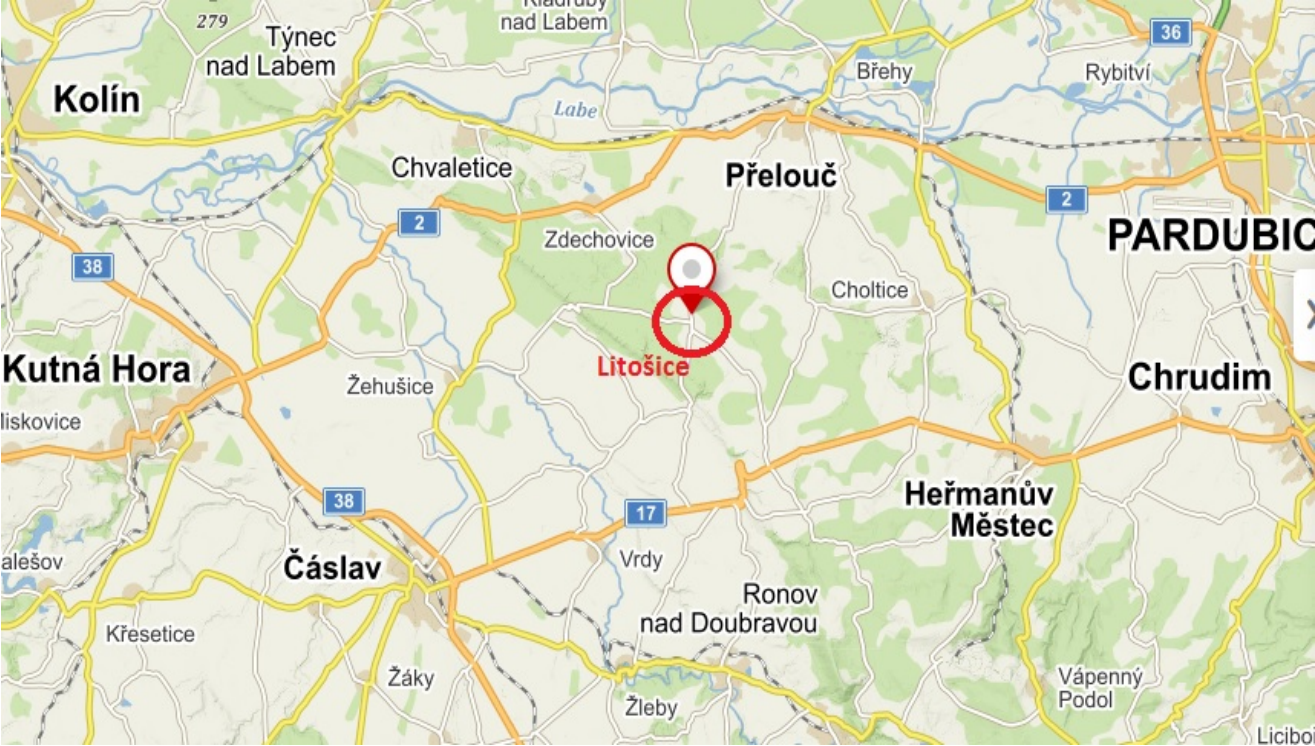 Kladruby
nad Labem
279
Týnec
nad Labem
36
Kolín
Břehy
Rybitví
Labe
Chvaletice
Přelouč
2
2
PARDUBIC
Zdechovice
38
Choltice
Litošice
Kutná Hora
Žehušice
Chrudim
liskovice
38
17
Heřmanův
Městec
alešov
Čáslav
Vrdy
Ronov
nad Doubravou
Křesetice
Žáky
Vápenný
Podol
Žleby
Licibo